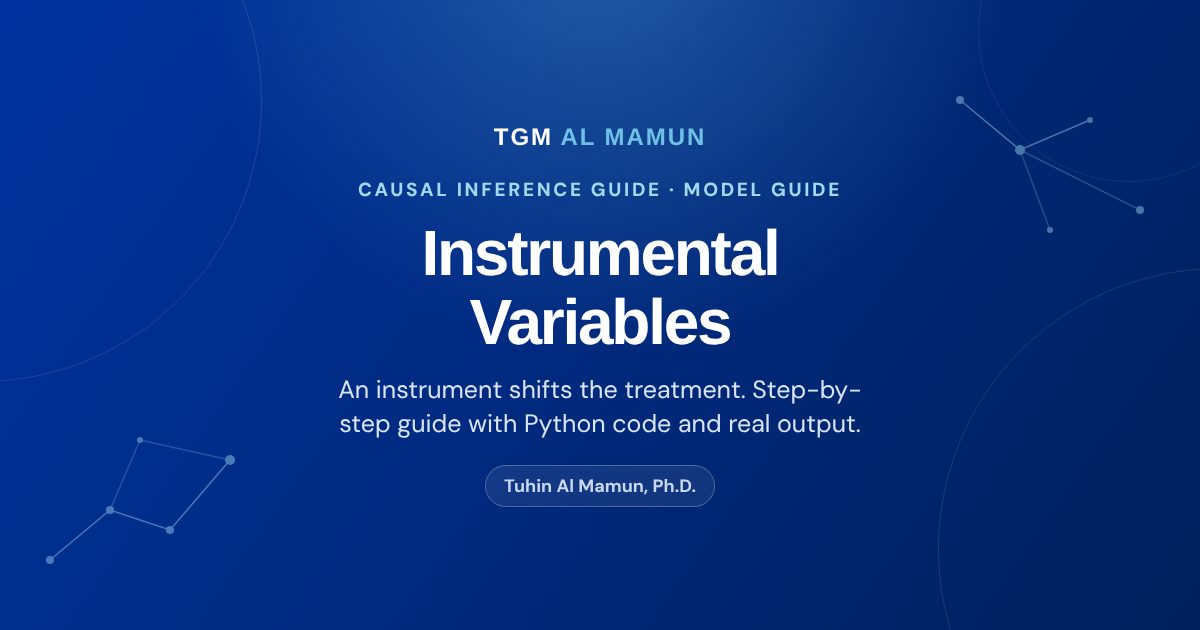 TGM AL MAMUN
CAUSAL INFERENCE GUIDE · MODEL GUIDE
Instrumental
Variables
An instrument shifts the treatment. Step-by-
step guide with Python code and real output.
Tuhin Al Mamun, Ph.D.